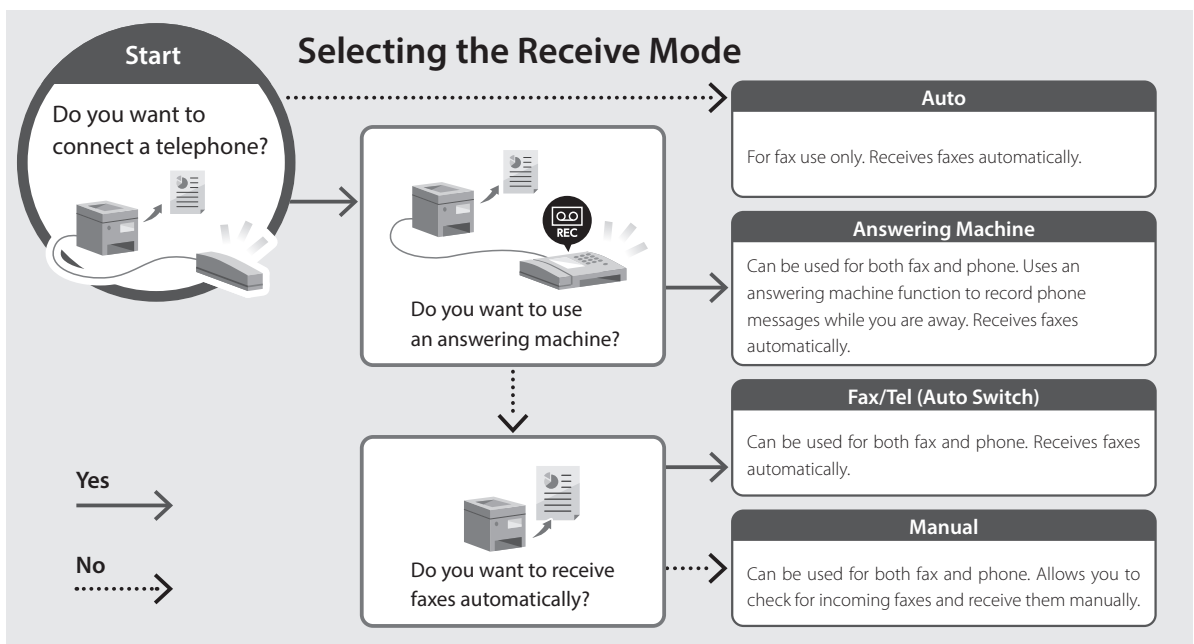 Selecting the Receive Mode
Start
Do you want to
connect a telephone?
REC
Do you want to use
an answering machine?
Do you want to receive
faxes automatically?
Auto
For fax use only. Receives faxes automatically.
Answering Machine
Can be used for both fax and phone. Uses an
answering machine function to record phone
messages while you are away. Receives faxes
automatically.
Fax/Tel (Auto Switch)
Can be used for both fax and phone. Receives faxes
automatically.
Manual
Can be used for both fax and phone. Allows you to
check for incoming faxes and receive them manually.
Yes
No